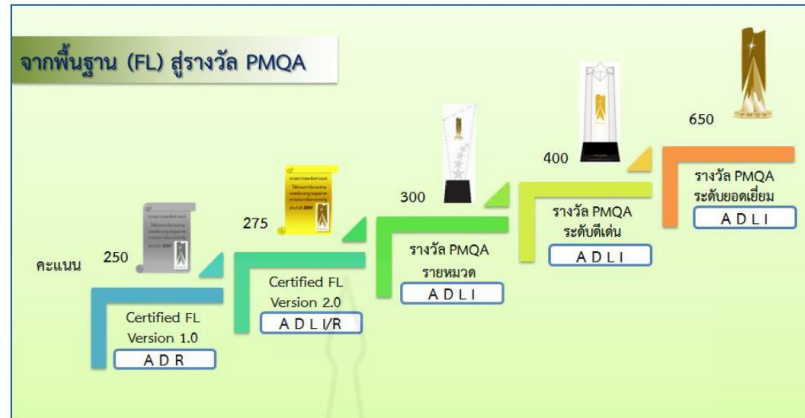 จากพื้นฐาน (FL) สู่รางวัล PMQA
คะแนน
250
Certified FL
Version 1.0
A D R
275
Certified FL
Version 2.0
A D L I/R
300
รางวัล PMQA
รายหมวด
A D L I
400
รางวัล PMQA
ระดับดีเด่น
A D L I
650
รางวัล PMQA
ระดับยอดเยี่ยม
A D L I